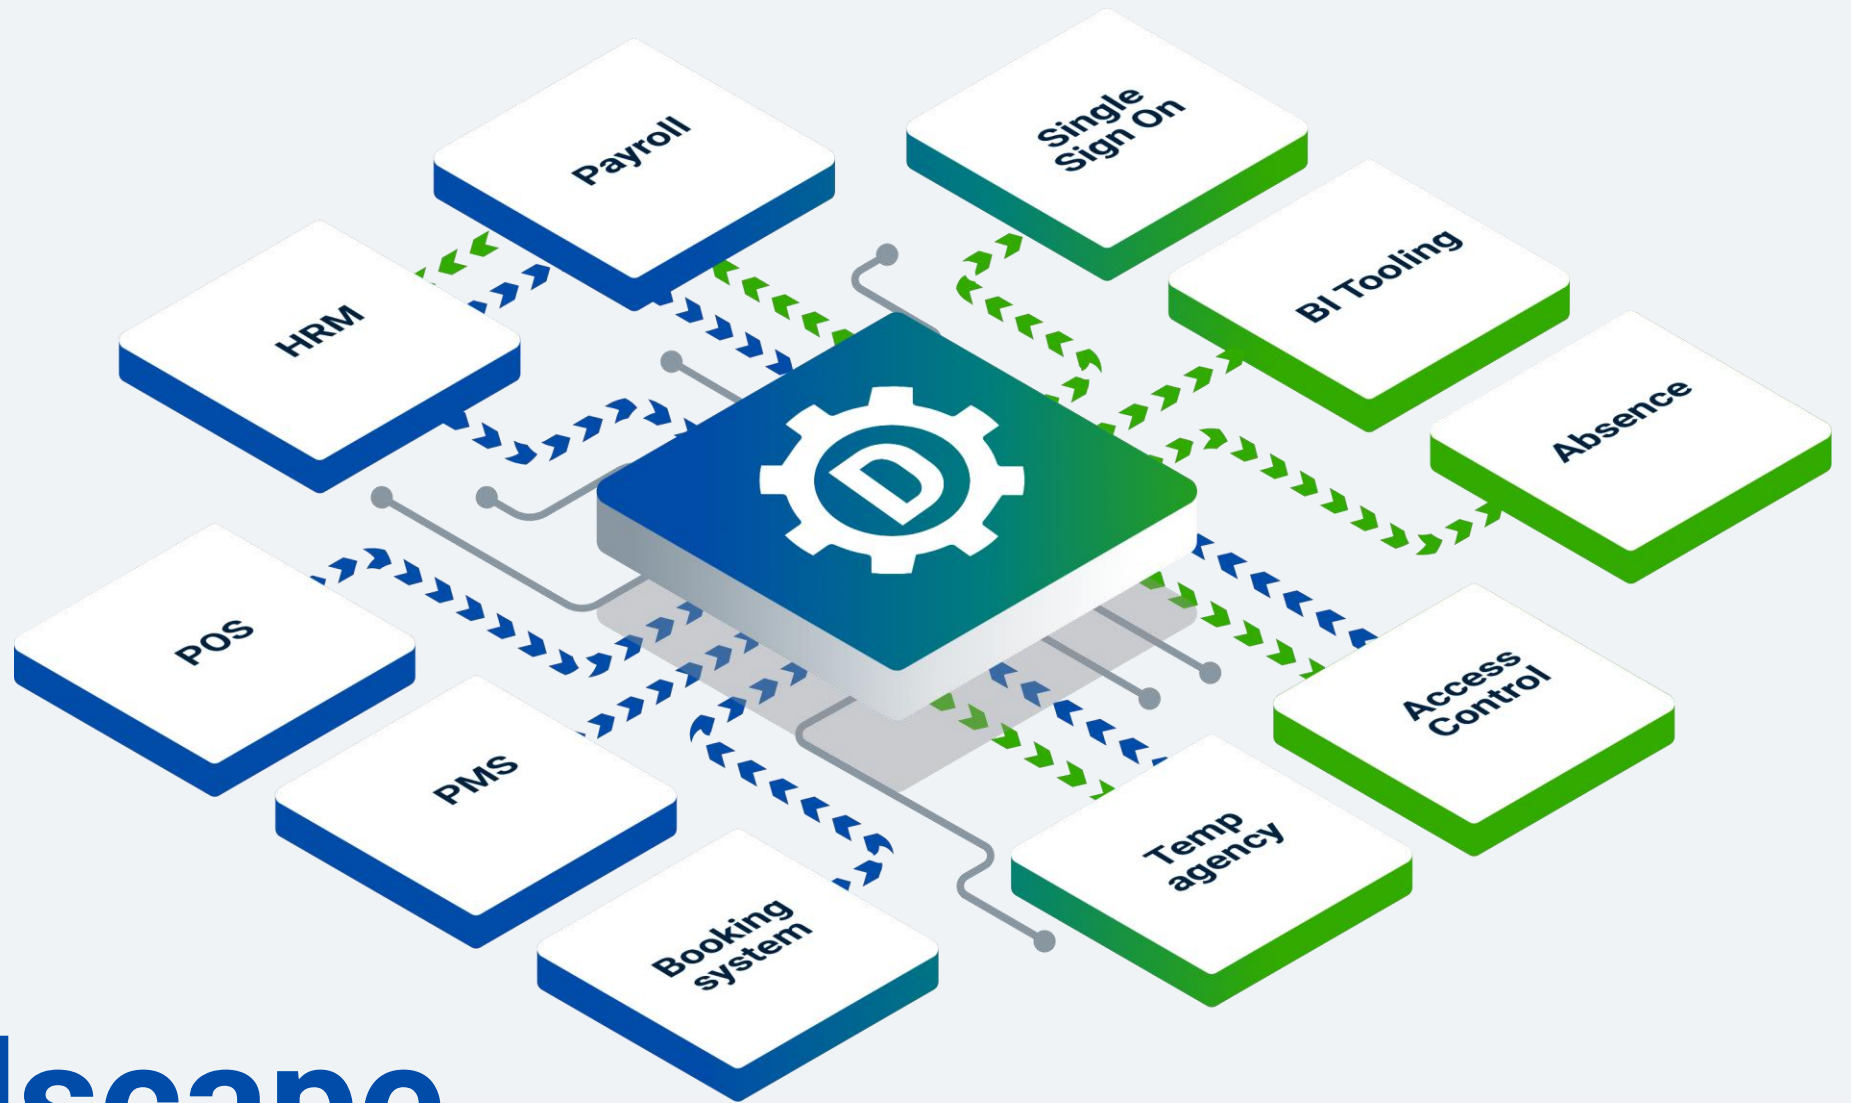 Payroll
Single
Sign On
BI Tooling
HRM
Absence
D
POS
Access
Control
PMS
Temp
agency
Booking
system